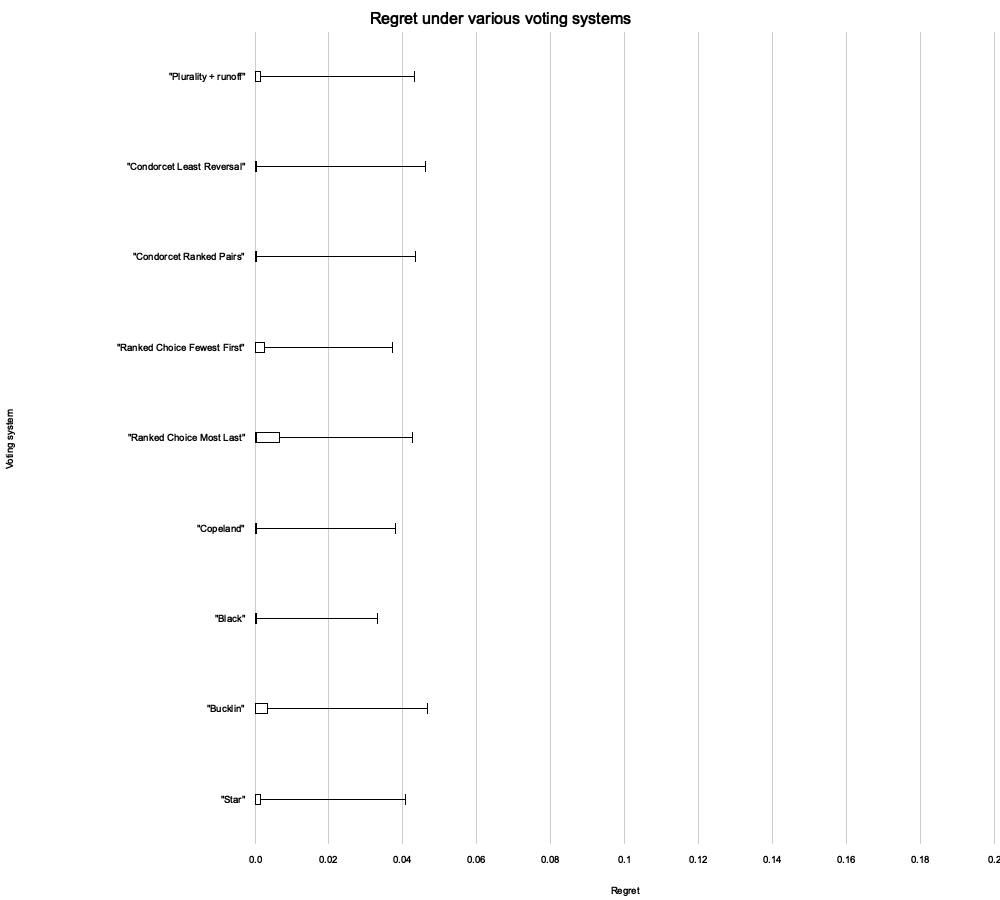 Regret under various voting systems
"Plurality + runoff"
"Condorcet Least Reversal"
"Condorcet Ranked Pairs"
"Ranked Choice Fewest First"
"Ranked Choice Most Last"
"Copeland"
"Black"
"Bucklin"
"Star"
Voting system
0.0 0.02 0.04 0.06 0.08 0.1 0.12 0.14 0.16 0.18 0.2
Regret